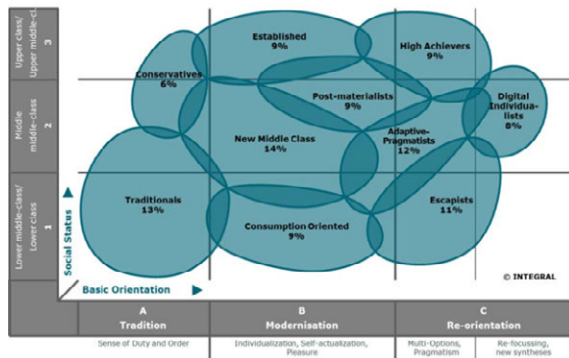 Upper class/
Upper middle-class
3
Middle
middle-class
2
Lower middle-class/
Lower class
1
Social Status
Established
9%
High Achievers
9%
Conservatives
6%
Post-materialists
9%
Digital
Individua-
lists
8%
New Middle Class
14%
Adaptive-
Pragmatists
12%
Traditionals
13%
Escapists
11%
Consumption Oriented
9%
© INTEGRAL
Basic Orientation
A
Tradition
B
Modernisation
C
Re-orientation
Sense of Duty and Order
Individualization, Self-actualization,
Pleasure
Multi-Options,
Pragmatism
Re-focussing,
new syntheses